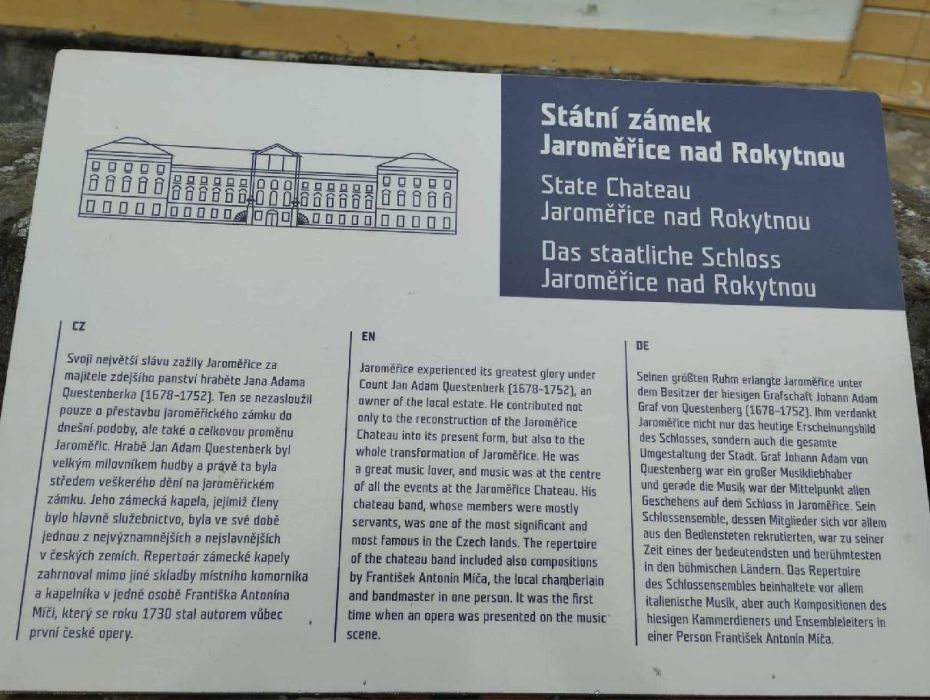 Státní zámek
Jaroměřice nad Rokytnou
State Chateau
Jaroměřice nad Rokytnou
Das staatliche Schloss
Jaroměřice nad Rokytnou
CZ
Svoji největší slávu zažily Jaroměřice za
majitele zdejšího panství hraběte Jana Adama
Questenberka (1678–1752). Ten se nezasloužil
pouze o přestavbu jaroměřického zámku do
dnešní podoby, ale také o celkovou proměnu
Jaroměřic. Hrabě Jan Adam Questenberk byl
velkým milovníkem hudby a právě ta byla
středem veškerého dění na jaroměřickém
zámku. Jeho zámecká kapela, jejímiž členy
bylo hlavně služebnictvo, byla ve své době
jednou z nejvýznamnějších a nejslavnějších
v českých zemích. Repertoár zámecké kapely
zahrnoval mimo jiné skladby místního komorníka
a kapelníka v jedné osobě Františka Antonína
Míči, který se roku 1730 stal autorem vůbec
první české opery.
EN
Jaroměřice experienced its greatest glory under
Count Jan Adam Questenberk (1678–1752), an
owner of the local estate. He contributed not
only to the reconstruction of the Jaroměřice
Chateau into its present form, but also to the
whole transformation of Jaroměřice. He was
a great music lover, and music was at the centre
of all the events at the Jaroměřice Chateau. His
chateau band, whose members were mostly
servants, was one of the most significant and
most famous in the Czech lands. The repertoire
of the chateau band included also compositions
by František Antonín Míča, the local chamberlain
and bandmaster in one person. It was the first
time when an opera was presented on the music
scene.
DE
Seinen größten Ruhm erlangte Jaroměřice unter
dem Besitzer der hiesigen Grafschaft Johann Adam
Graf von Questenberg (1678–1752). Ihm verdankt
Jaroměřice nicht nur das heutige Erscheinungsbild
des Schlosses, sondern auch die gesamte
Umgestaltung der Stadt. Graf Johann Adam von
Questenberg war ein großer Musikliebhaber
und gerade die Musik war der Mittelpunkt allen
Geschehens auf dem Schloss in Jaroměřice. Sein
Schlossensemble, dessen Mitglieder sich vor allem
aus den Bediensteten rekrutierten, war zu seiner
Zeit eines der bedeutendsten und berühmtesten
in den böhmischen Ländern. Das Repertoire
des Schlossensembles beinhaltete vor allem
italienische Musik, aber auch Kompositionen des
hiesigen Kammerdieners und Ensembleleiters in
einer Person František Antonín Míča.